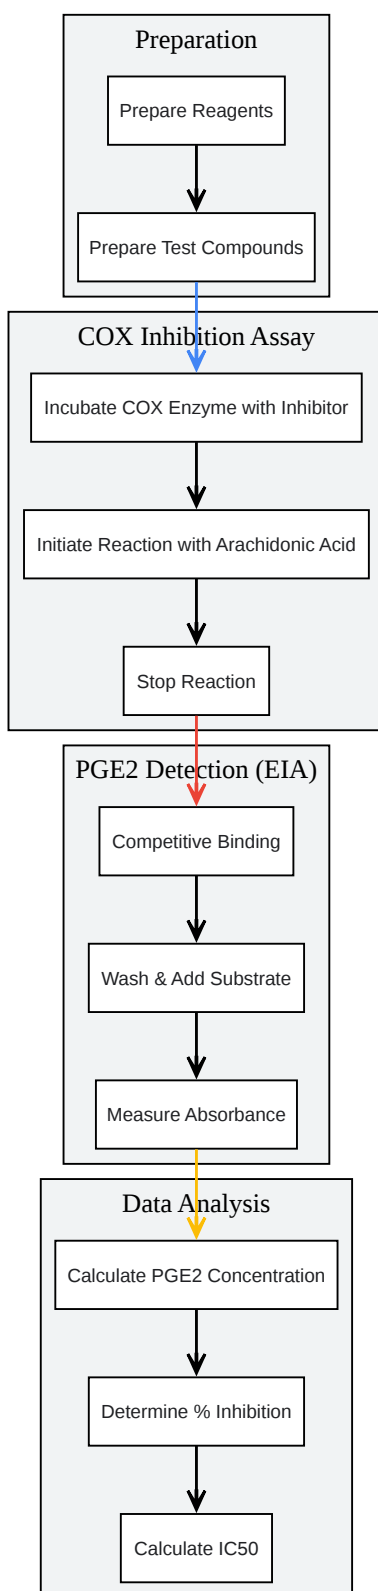 Preparation
Prepare Reagents
Prepare Test Compounds
COX Inhibition Assay
Incubate COX Enzyme with Inhibitor
Initiate Reaction with Arachidonic Acid
Stop Reaction
PGE2 Detection (EIA)
Competitive Binding
Wash & Add Substrate
Measure Absorbance
Data Analysis
Calculate PGE2 Concentration
Determine % Inhibition
Calculate IC50